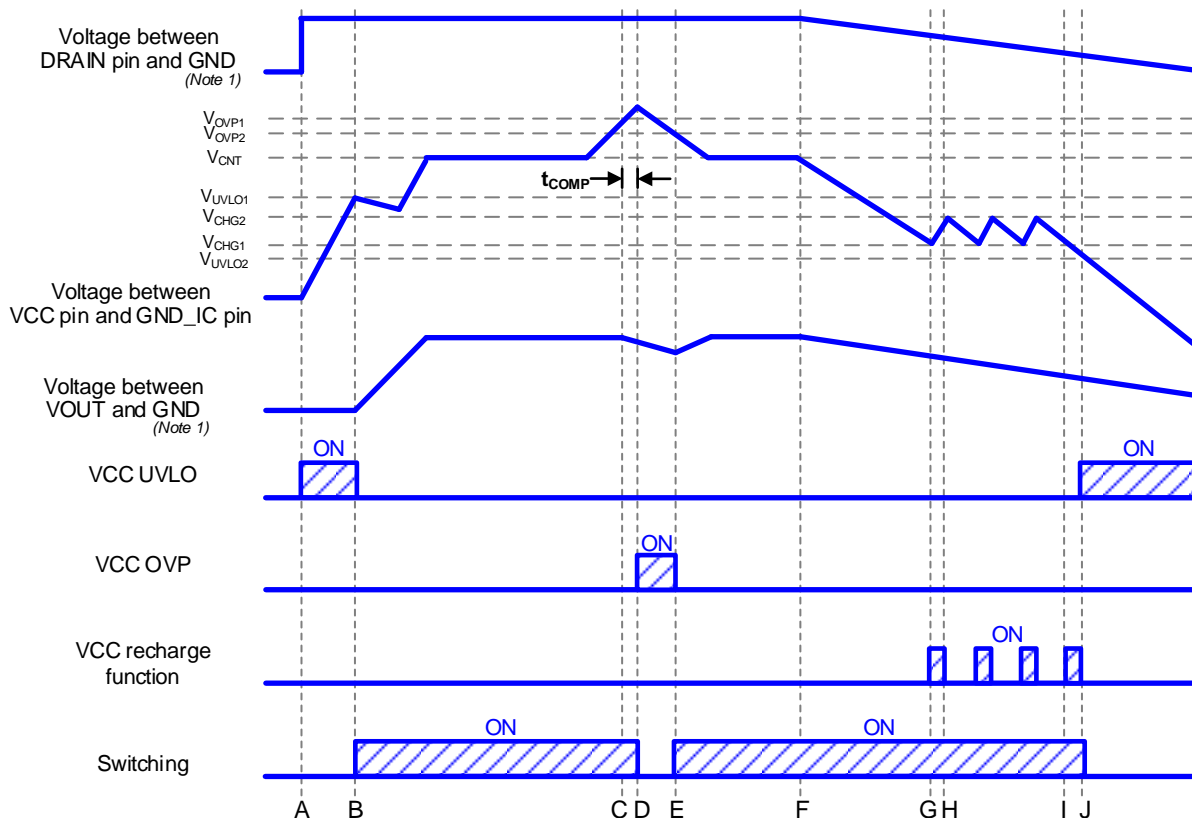 Voltage between
DRAIN pin and GND
(Note 1)
VOVP1
VOVP2
VCNT
tCOMP
VUVLO1
VCHG2
VCHG1
VUVLO2
Voltage between
VCC pin and GND_IC pin
Voltage between
VOUT and GND
(Note 1)
ON
ON
VCC UVLO
ON
VCC OVP
ON
VCC recharge
function
ON
ON
Switching
A B C D E F G H I J